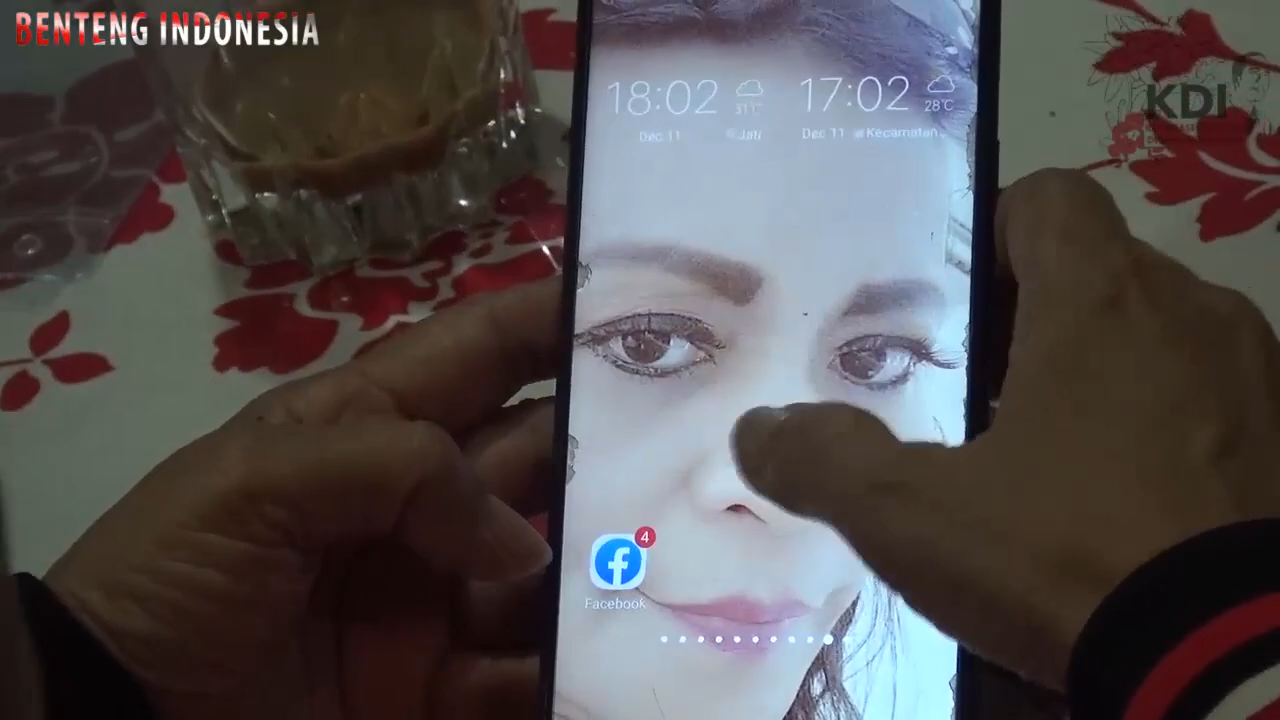 BENTENG INDONESIA
KDI
18:02
31°C
Dec 11
Jati
17:02
28°C
Dec 11
Kecamatan
4
Facebook